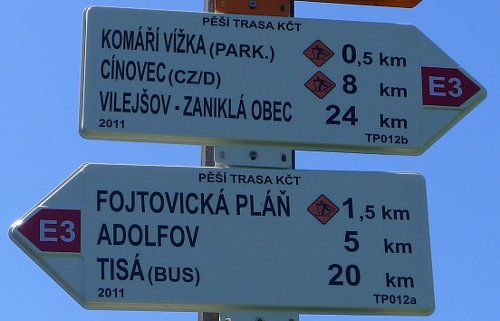 PĚŠÍ TRASA KČT
KOMÁŘÍ VÍŽKA (PARK.) 0,5 km
CÍNOVEC (CZ/D) 8 km
E3
VILEJŠOV - ZANIKLÁ OBEC 24 km
2011 TP012b
PĚŠÍ TRASA KČT
FOJTOVICKÁ PLÁŇ 1,5 km
E3
ADOLFOV 5 km
TISÁ (BUS) 20 km
2011 TP012a